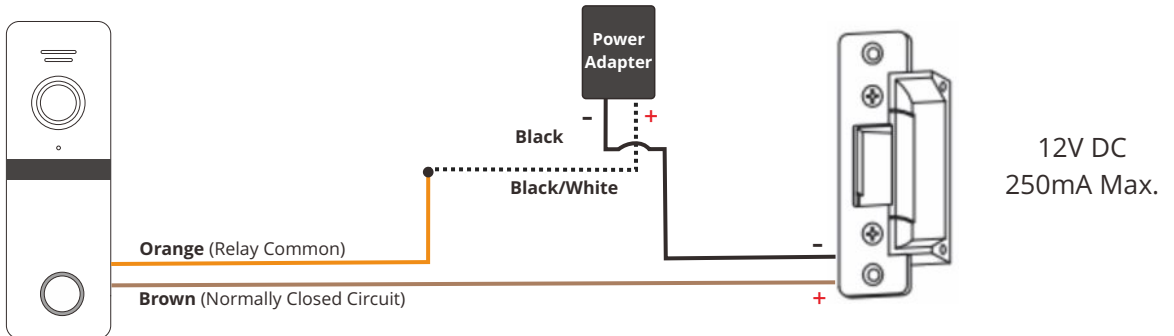 Power
Adapter
- +
Black
Black/White
12V DC
250mA Max.
Orange (Relay Common)
-
Brown (Normally Closed Circuit)
+